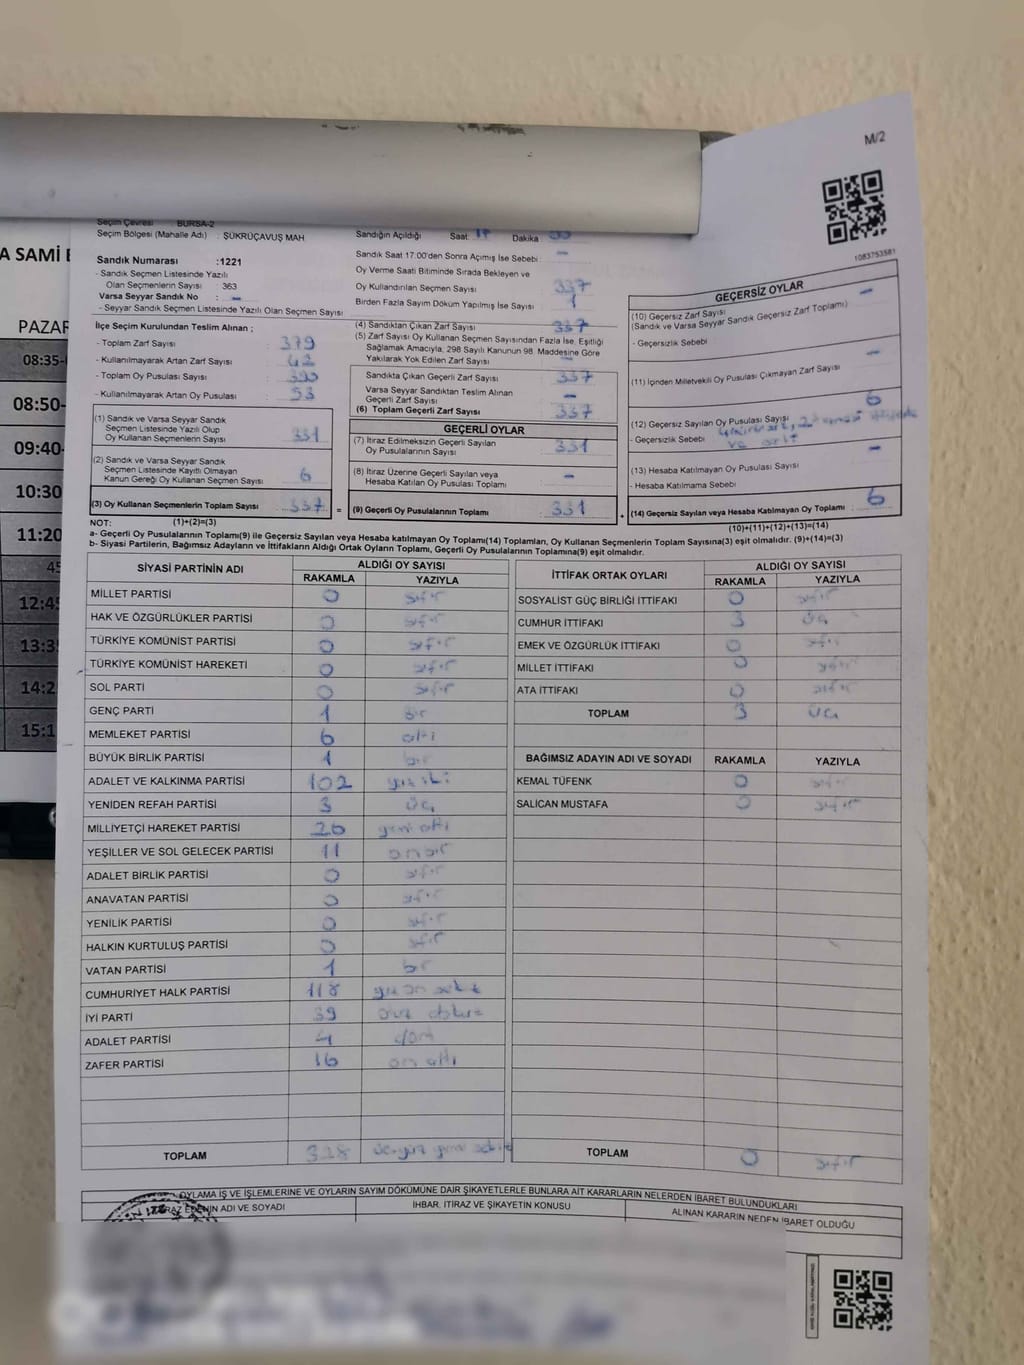 M/2
1083753581
A SAMİ
PAZAR
08:35-
08:50-
09:40-
10:30
11:20
45
12:45
13:3
14:2
15:1
Seçim Çevresi BURSA-2
Seçim Bölgesi (Mahalle Adı) : ŞÜKRÜÇAVUŞ MAH
Sandık Numarası :1221
- Sandık Seçmen Listesinde Yazılı
Olan Seçmenlerin Sayısı : 363
Varsa Seyyar Sandık No : –
- Seyyar Sandık Seçmen Listesinde Yazılı Olan Seçmen Sayısı
İlçe Seçim Kurulundan Teslim Alınan ;
- Toplam Zarf Sayısı : 379
- Kullanılmayarak Artan Zarf Sayısı : 42
- Toplam Oy Pusulası Sayısı : 390
- Kullanılmayarak Artan Oy Pusulası : 53
(1) Sandık ve Varsa Seyyar Sandık
Seçmen Listesinde Yazılı Olup
Oy Kullanan Seçmenlerin Sayısı : 331
(2) Sandık ve Varsa Seyyar Sandık
Seçmen Listesinde Kayıtlı Olmayan
Kanun Gereği Oy Kullanan Seçmen Sayısı : 6
(3) Oy Kullanan Seçmenlerin Toplam Sayısı : 337 =
Sandığın Açıldığı Saat: 17 Dakika
Sandık Saat 17:00'den Sonra Açımış İse Sebebi : –
Oy Verme Saati Bitiminde Sırada Bekleyen ve
Oy Kullandırılan Seçmen Sayısı : 337
Birden Fazla Sayım Döküm Yapılmış İse Sayısı : 1
(4) Sandıktan Çıkan Zarf Sayısı : 337
(5) Zarf Sayısı Oy Kullanan Seçmen Sayısından Fazla İse, Eşitliği
Sağlamak Amacıyla, 298 Sayılı Kanunun 98. Maddesine Göre
Yakılarak Yok Edilen Zarf Sayısı : –
Sandıkta Çıkan Geçerli Zarf Sayısı : 337
Varsa Seyyar Sandıktan Teslim Alınan
Geçerli Zarf Sayısı : –
(6) Toplam Geçerli Zarf Sayısı : 337
GEÇERLİ OYLAR
(7) İtiraz Edilmeksizin Geçerli Sayılan
Oy Pusulalarının Sayısı : 331
(8) İtiraz Üzerine Geçerli Sayılan veya
Hesaba Katılan Oy Pusulası Toplamı : –
(9) Geçerli Oy Pusulalarının Toplamı : 331 +
GEÇERSİZ OYLAR
(10) Geçersiz Zarf Sayısı : –
(Sandık ve Varsa Seyyar Sandık Geçersiz Zarf Toplamı)
- Geçersizlik Sebebi
(11) İçinden Milletvekili Oy Pusulası Çıkmayan Zarf Sayısı –
(12) Geçersiz Sayılan Oy Pusulası Sayısı : 6
- Geçersizlik Sebebi
(13) Hesaba Katılmayan Oy Pusulası Sayısı : –
- Hesaba Katılmama Sebebi
(14) Geçersiz Sayılan veya Hesaba Katılmayan Oy Toplamı : 6
NOT: (1)+(2)=(3)
(10)+(11)+(12)+(13)=(14)
a- Geçerli Oy Pusulalarının Toplamı(9) ile Geçersiz Sayılan veya Hesaba katılmayan Oy Toplamı(14) Toplamları, Oy Kullanan Seçmenlerin Toplam Sayısına(3) eşit olmalıdır. (9)+(14)=(3)
b- Siyasi Partilerin, Bağımsız Adayların ve İttifakların Aldığı Ortak Oyların Toplamı, Geçerli Oy Pusulalarının Toplamına(9) eşit olmalıdır.
SİYASİ PARTİNİN ADI ALDIĞI OY SAYISI
RAKAMLA YAZIYLA
MİLLET PARTİSİ 0 sıfır
HAK VE ÖZGÜRLÜKLER PARTİSİ 0 sıfır
TÜRKİYE KOMÜNİST PARTİSİ 0 sıfır
TÜRKİYE KOMÜNİST HAREKETİ 0 sıfır
SOL PARTİ 0 sıfır
GENÇ PARTİ 1 bir
MEMLEKET PARTİSİ 6 altı
BÜYÜK BİRLİK PARTİSİ 1 bir
ADALET VE KALKINMA PARTİSİ 102 yüz iki
YENİDEN REFAH PARTİSİ 3 üç
MİLLİYETÇİ HAREKET PARTİSİ 26 yirmi altı
YEŞİLLER VE SOL GELECEK PARTİSİ 11 on bir
ADALET BİRLİK PARTİSİ 0 sıfır
ANAVATAN PARTİSİ 0 sıfır
YENİLİK PARTİSİ 0 sıfır
HALKIN KURTULUŞ PARTİSİ 0 sıfır
VATAN PARTİSİ 1 bir
CUMHURİYET HALK PARTİSİ 118 yüz on sekiz
İYİ PARTİ 39 otuz dokuz
ADALET PARTİSİ 4 dört
ZAFER PARTİSİ 16 on altı
TOPLAM 328 üçyüz yirmi sekiz
İTTİFAK ORTAK OYLARI ALDIĞI OY SAYISI
RAKAMLA YAZIYLA
SOSYALİST GÜÇ BİRLİĞİ İTTİFAKI 0 sıfır
CUMHUR İTTİFAKI 3 üç
EMEK VE ÖZGÜRLÜK İTTİFAKI 0 sıfır
MİLLET İTTİFAKI 0 sıfır
ATA İTTİFAKI 0 sıfır
TOPLAM 3 üç
BAĞIMSIZ ADAYIN ADI VE SOYADI RAKAMLA YAZIYLA
KEMAL TÜFENK 0 sıfır
SALİCAN MUSTAFA 0 sıfır
TOPLAM 0 sıfır
OYLAMA İŞ VE İŞLEMLERİNE VE OYLARIN SAYIM DÖKÜMÜNE DAİR ŞİKAYETLERLE BUNLARA AİT KARARLARIN NELERDEN İBARET BULUNDUKLARI
İTİRAZ EDENİN ADI VE SOYADI İHBAR, İTİRAZ VE ŞİKAYETİN KONUSU ALINAN KARARIN NEDEN İBARET OLDUĞU